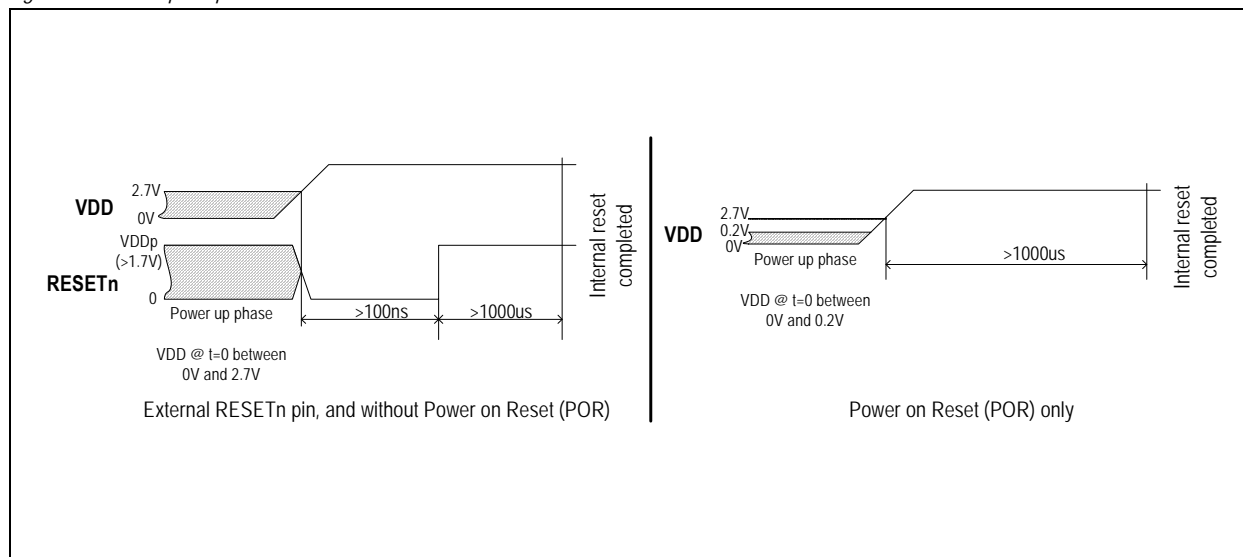 2.7V
VDD
0V
VDDp
(>1.7V)
RESETn
0
Power up phase
>100ns
>1000us
Internal reset
completed
VDD @ t=0 between
0V and 2.7V
External RESETn pin, and without Power on Reset (POR)
2.7V
0.2V
VDD
0V
Power up phase
>1000us
Internal reset
completed
VDD @ t=0 between
0V and 0.2V
Power on Reset (POR) only